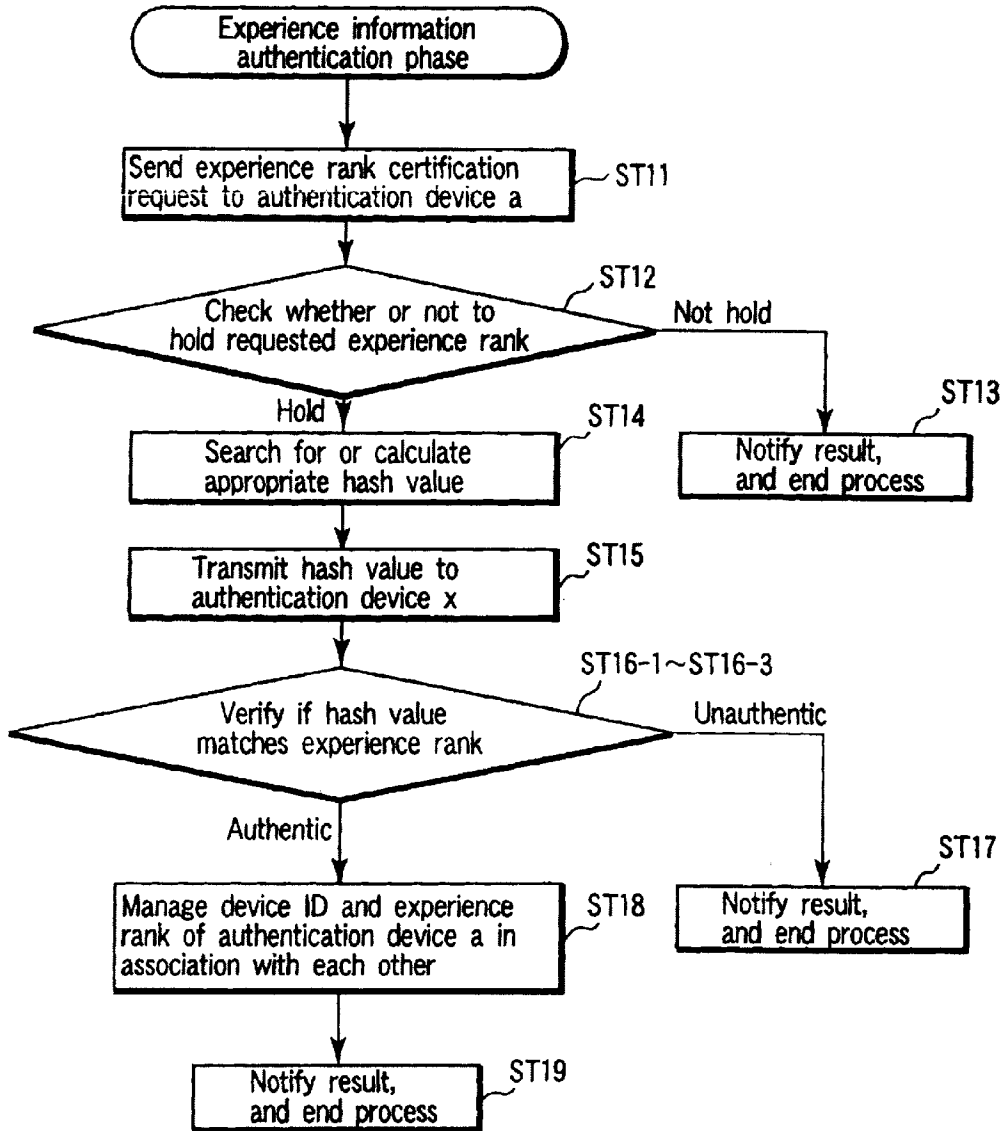 Experience information
authentication phase
Send experience rank certification
request to authentication device a
ST11
ST12
Check whether or not to
hold requested experience rank
Not hold
Hold
ST13
Notify result,
and end process
ST14
Search for or calculate
appropriate hash value
ST15
Transmit hash value to
authentication device x
ST16-1~ST16-3
Verify if hash value
matches experience rank
Unauthentic
Authentic
ST17
Notify result,
and end process
ST18
Manage device ID and experience
rank of authentication device a in
association with each other
ST19
Notify result,
and end process